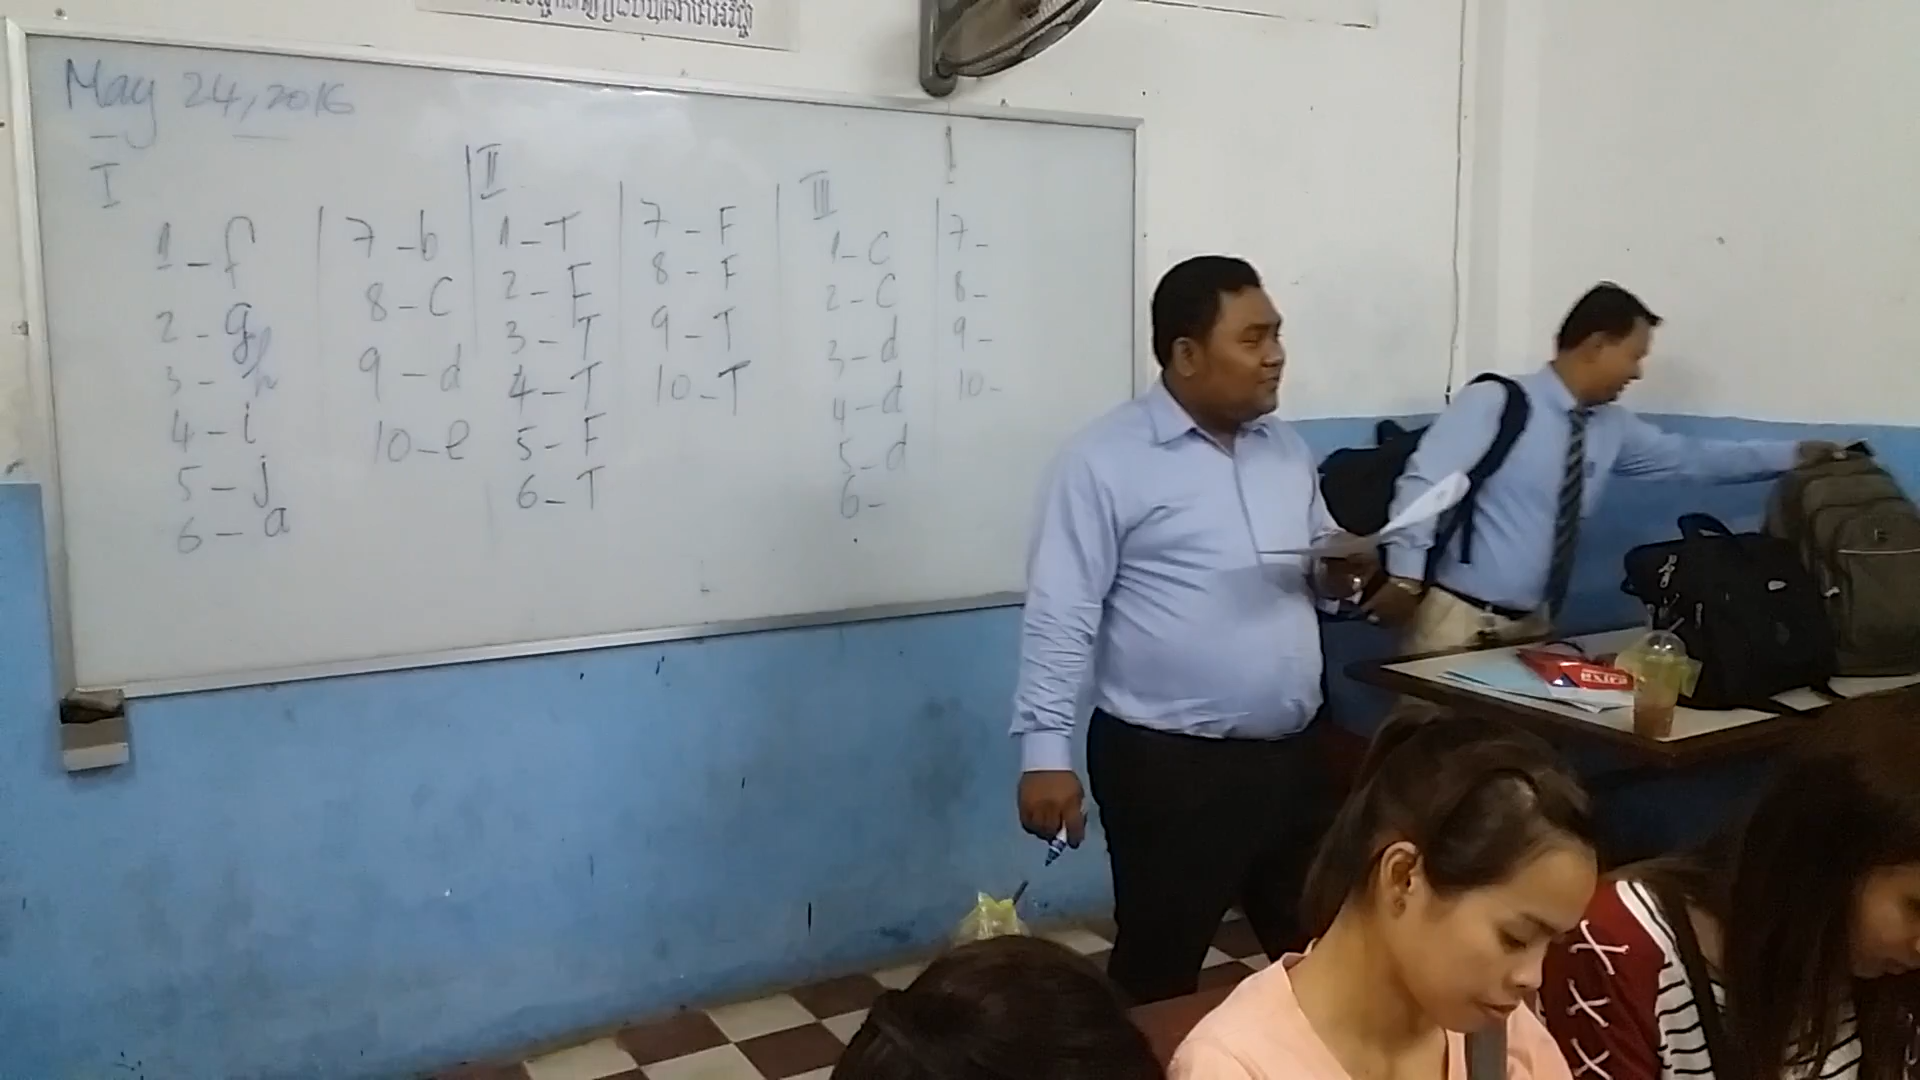 May 24, 2016
I
1 - f
2 - g
3 - h
4 - i
5 - j
6 - a
7 - b
8 - C
9 - d
10 - e
II
1 - T
2 - F
3 - T
4 - T
5 - F
6 - T
7 - F
8 - F
9 - T
10 - T
III
1 - C
2 - C
3 - d
4 - d
5 - d
6 -
7 -
8 -
9 -
10 -